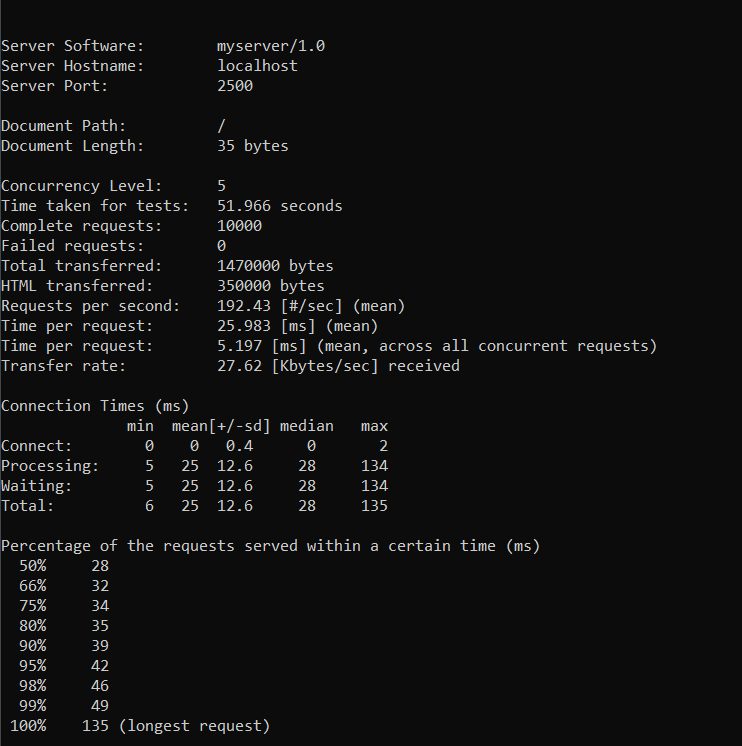 Server Software:        myserver/1.0
Server Hostname:        localhost
Server Port:            2500

Document Path:          /
Document Length:        35 bytes

Concurrency Level:      5
Time taken for tests:   51.966 seconds
Complete requests:      10000
Failed requests:        0
Total transferred:      1470000 bytes
HTML transferred:       350000 bytes
Requests per second:    192.43 [#/sec] (mean)
Time per request:       25.983 [ms] (mean)
Time per request:       5.197 [ms] (mean, across all concurrent requests)
Transfer rate:          27.62 [Kbytes/sec] received

Connection Times (ms)
              min  mean[+/-sd] median   max
Connect:        0    0   0.4      0       2
Processing:     5   25  12.6     28     134
Waiting:        5   25  12.6     28     134
Total:          6   25  12.6     28     135

Percentage of the requests served within a certain time (ms)
  50%     28
  66%     32
  75%     34
  80%     35
  90%     39
  95%     42
  98%     46
  99%     49
 100%    135 (longest request)